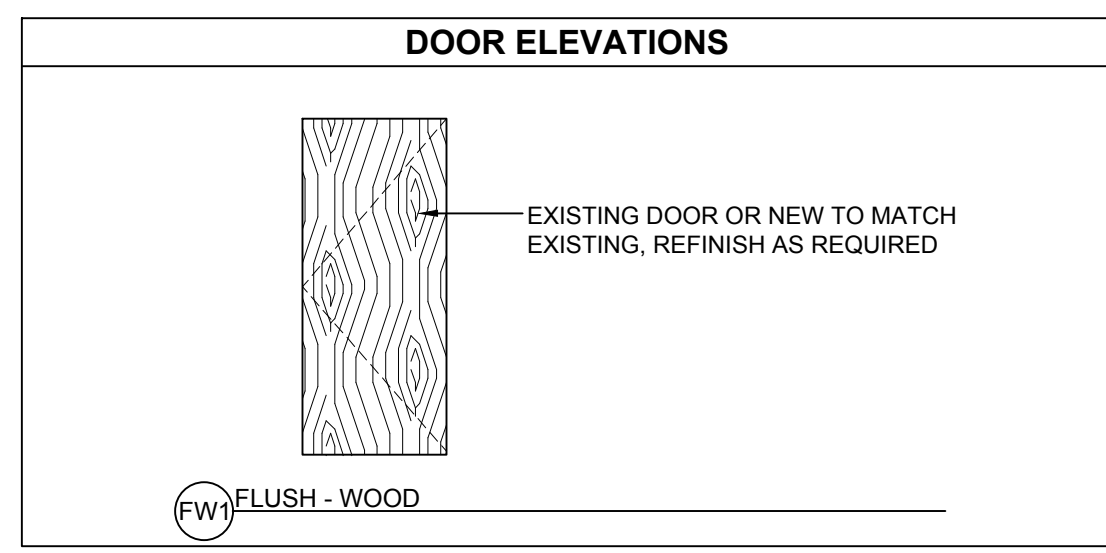 DOOR ELEVATIONS
EXISTING DOOR OR NEW TO MATCH
EXISTING, REFINISH AS REQUIRED
FW1 FLUSH - WOOD